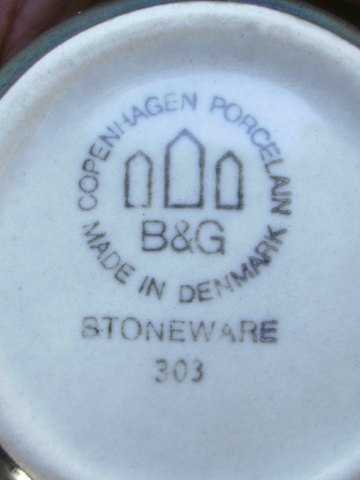 COPENHAGEN PORCELAIN
B&G
MADE IN DENMARK
STONEWARE
303